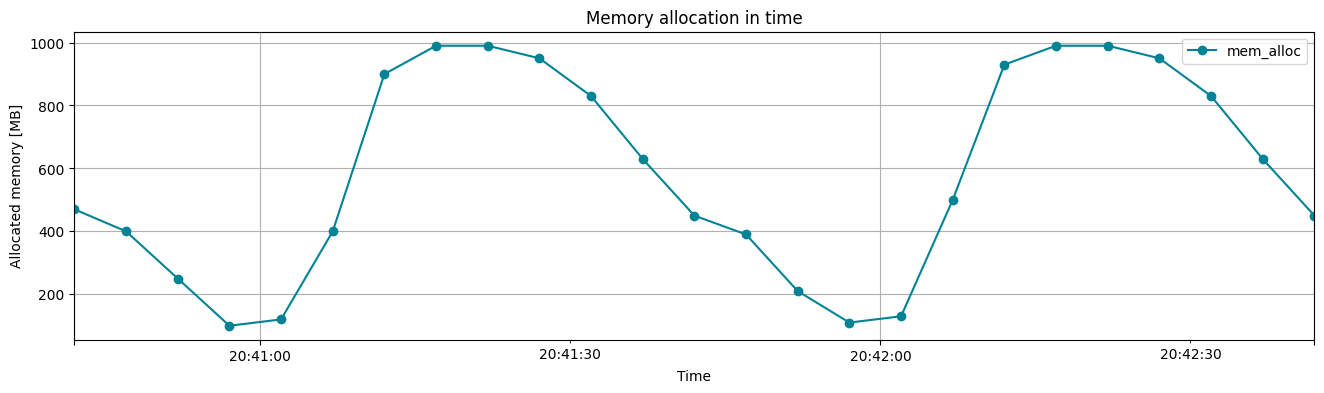 Memory allocation in time
mem_alloc
Allocated memory [MB]
1000
800
600
400
200
20:41:00
20:41:30
20:42:00
20:42:30
Time